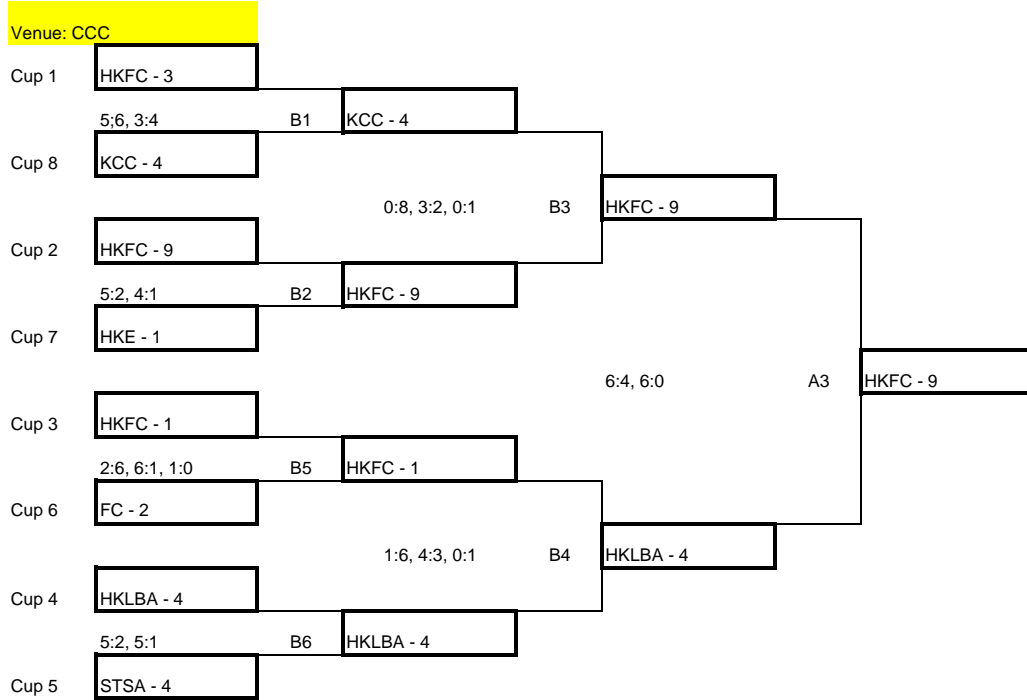 Venue: CCC
Cup 1 HKFC - 3
5;6, 3:4 B1 KCC - 4
Cup 8 KCC - 4
0:8, 3:2, 0:1 B3 HKFC - 9
Cup 2 HKFC - 9
5:2, 4:1 B2 HKFC - 9
Cup 7 HKE - 1
6:4, 6:0 A3 HKFC - 9
Cup 3 HKFC - 1
2:6, 6:1, 1:0 B5 HKFC - 1
Cup 6 FC - 2
1:6, 4:3, 0:1 B4 HKLBA - 4
Cup 4 HKLBA - 4
5:2, 5:1 B6 HKLBA - 4
Cup 5 STSA - 4